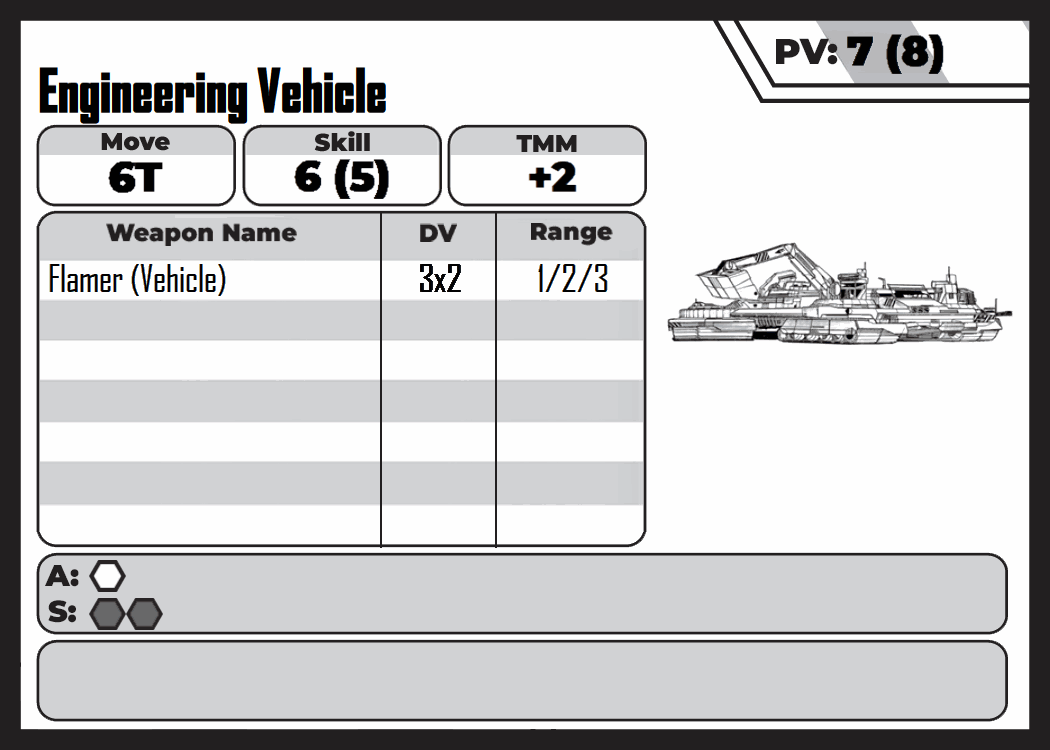 PV: 7 (8)
Engineering Vehicle
Move Skill TMM
6T 6 (5) +2
Weapon Name DV Range
Flamer (Vehicle) 3x2 1/2/3
A:
S: